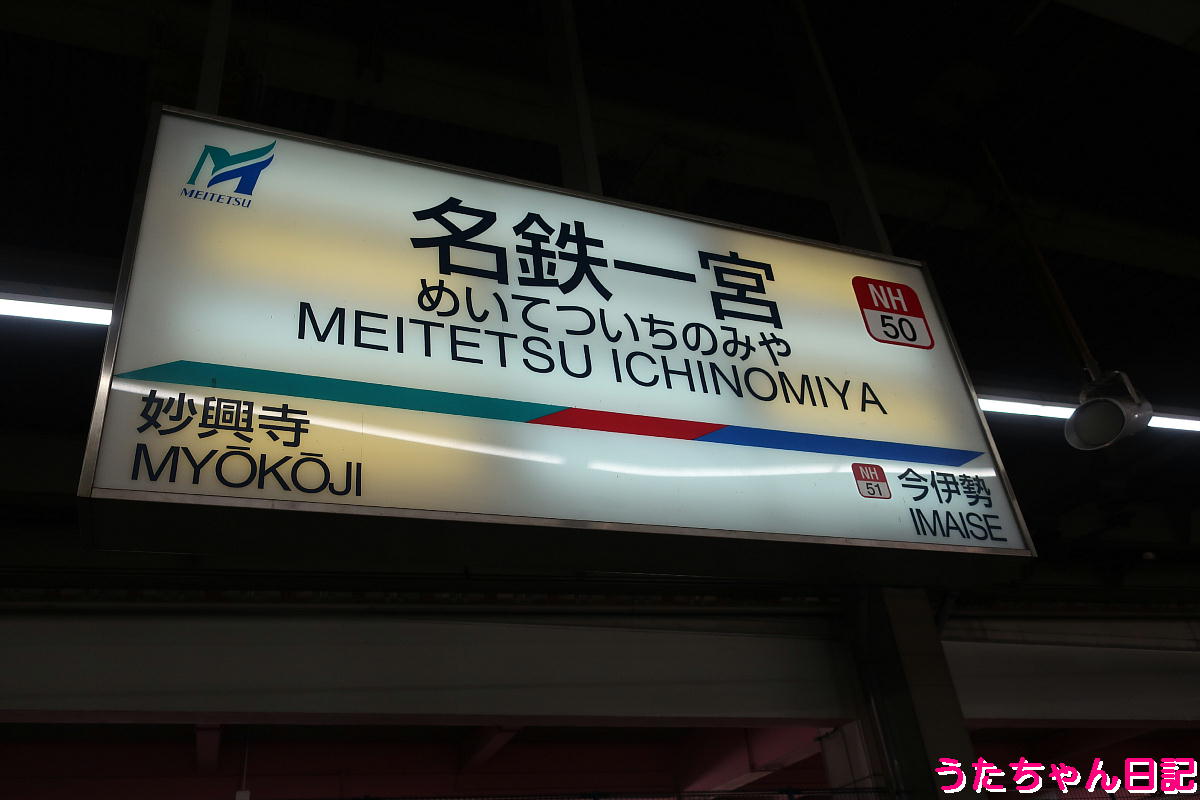 MEITETSU
名鉄一宮
めいてついちのみや
MEITETSU ICHINOMIYA
NH
50
妙興寺
MYŌKŌJI
NH
51
今伊勢
IMAISE
うたちゃん日記